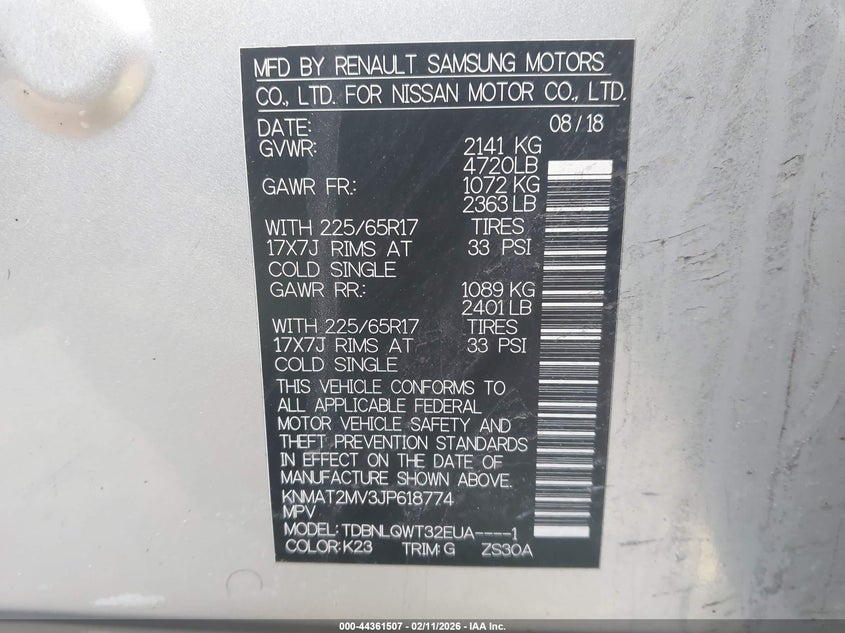 MFD BY RENAULT SAMSUNG MOTORS
CO., LTD. FOR NISSAN MOTOR CO., LTD.
DATE: 08 / 18
GVWR: 2141 KG
4720LB
GAWR FR.: 1072 KG
2363 LB
WITH 225/65R17 TIRES
17X7J RIMS AT 33 PSI
COLD SINGLE
GAWR RR.: 1089 KG
2401 LB
WITH 225/65R17 TIRES
17X7J RIMS AT 33 PSI
COLD SINGLE
THIS VEHICLE CONFORMS TO
ALL APPLICABLE FEDERAL
MOTOR VEHICLE SAFETY AND
THEFT PREVENTION STANDARDS
IN EFFECT ON THE DATE OF
MANUFACTURE SHOWN ABOVE.
KNMAT2MV3JP618774
MPV
MODEL: TDBNLQWT32EUA----1
COLOR: K23 TRIM: G ZS30A
000-44361507 - 02/11/2026 - IAA Inc.